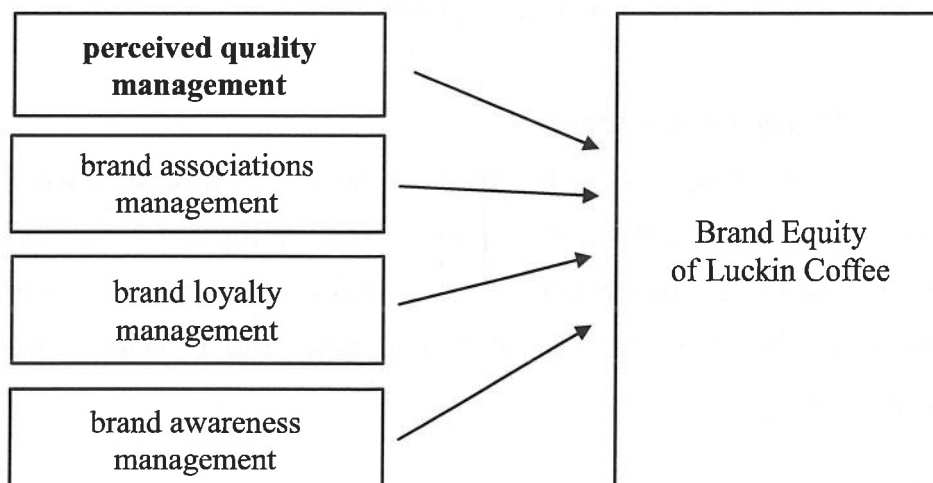 perceived quality
management
brand associations
management
brand loyalty
management
brand awareness
management
Brand Equity
of Luckin Coffee